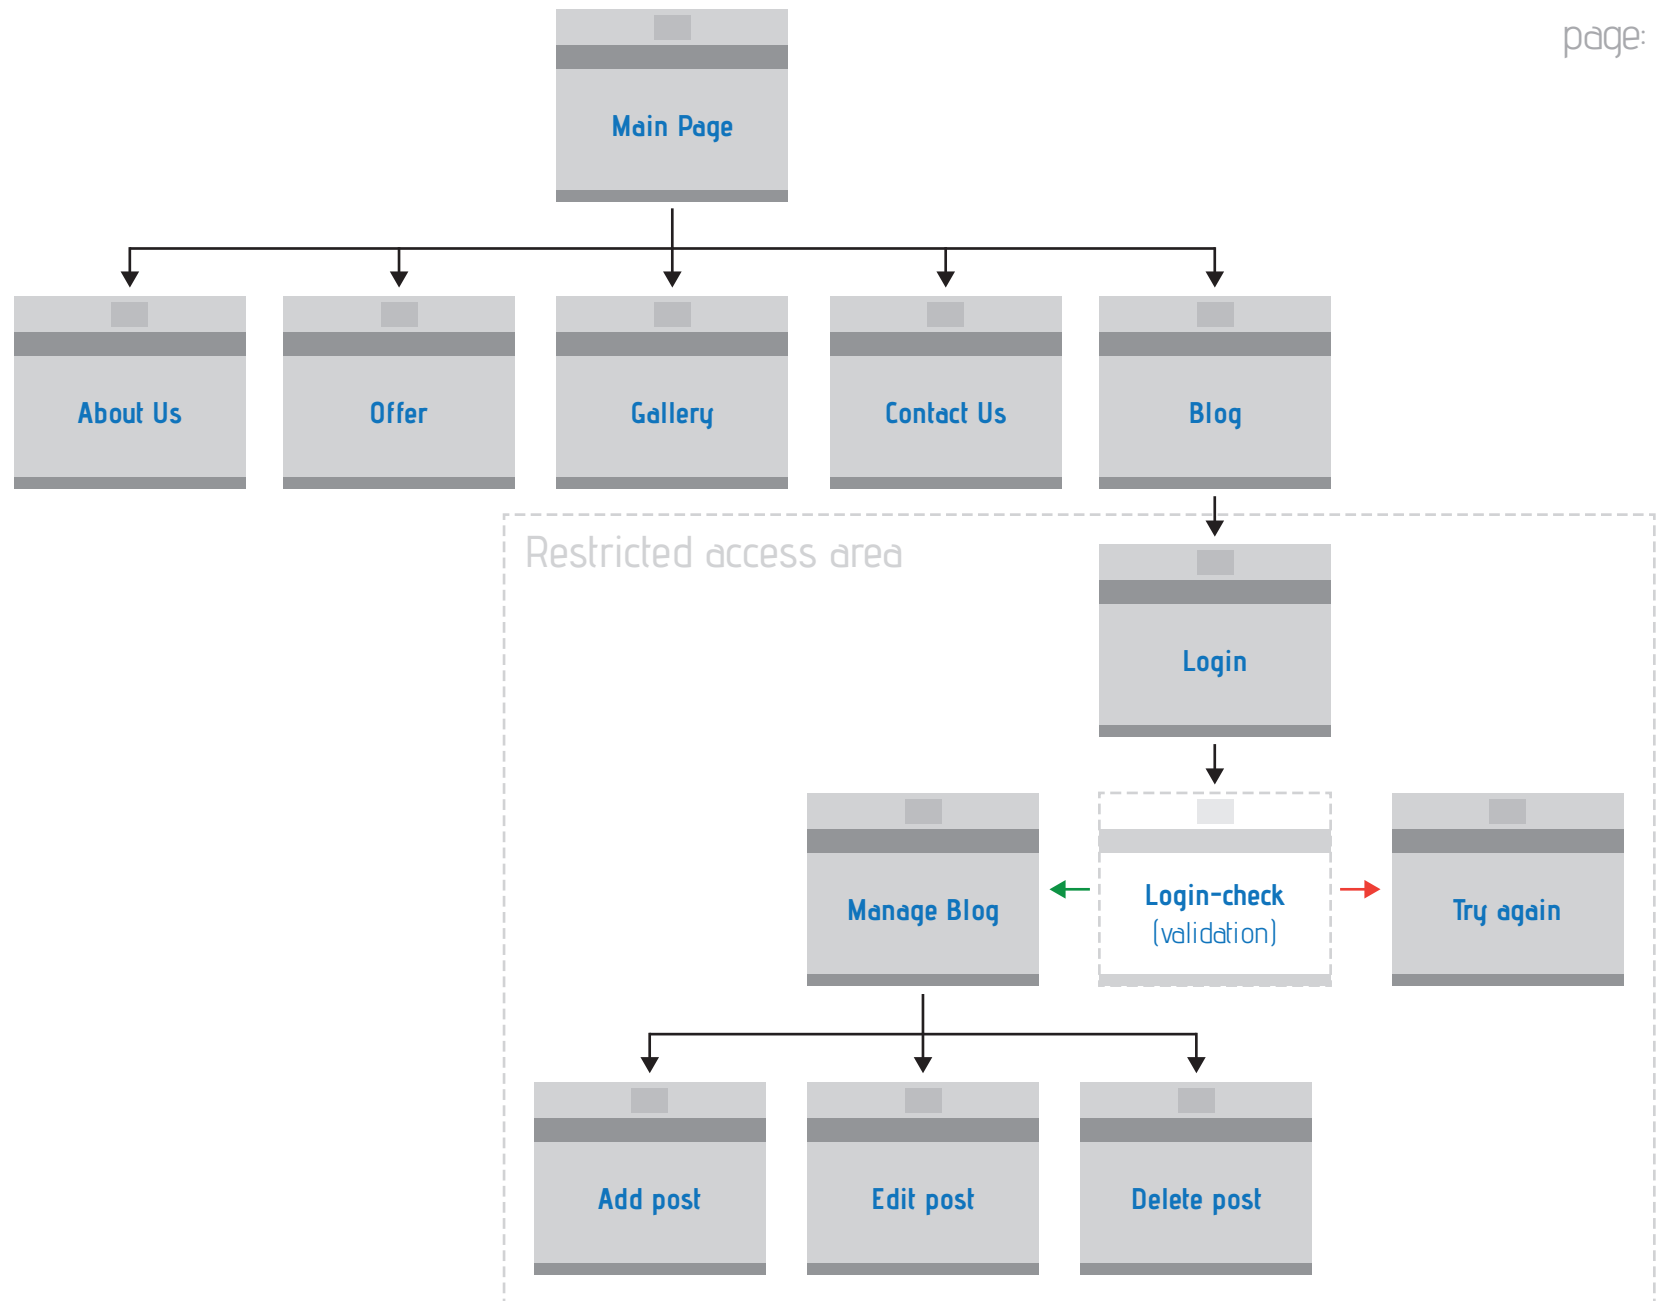 page:
Main Page
About Us
Offer
Gallery
Contact Us
Blog
Restricted access area
Login
Manage Blog
Login-check
(validation)
Try again
Add post
Edit post
Delete post